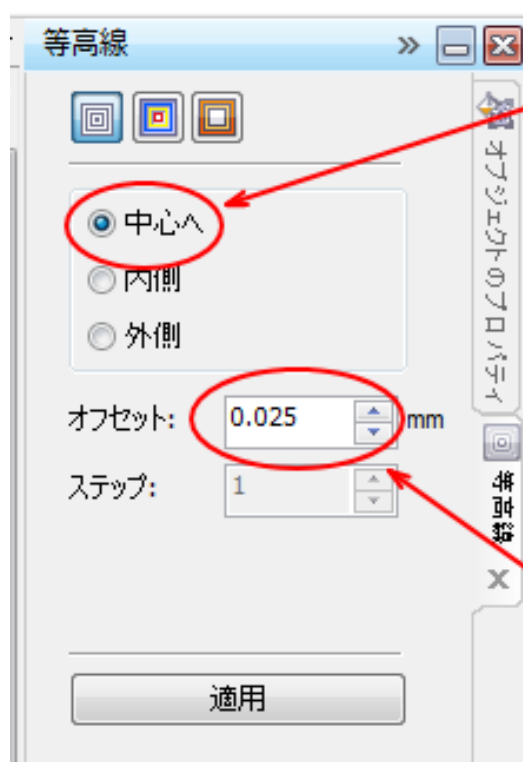 等高線
中心へ
内側
外側
オフセット: 0.025 mm
ステップ: 1
適用
オブジェクトのプロパティ
等高線